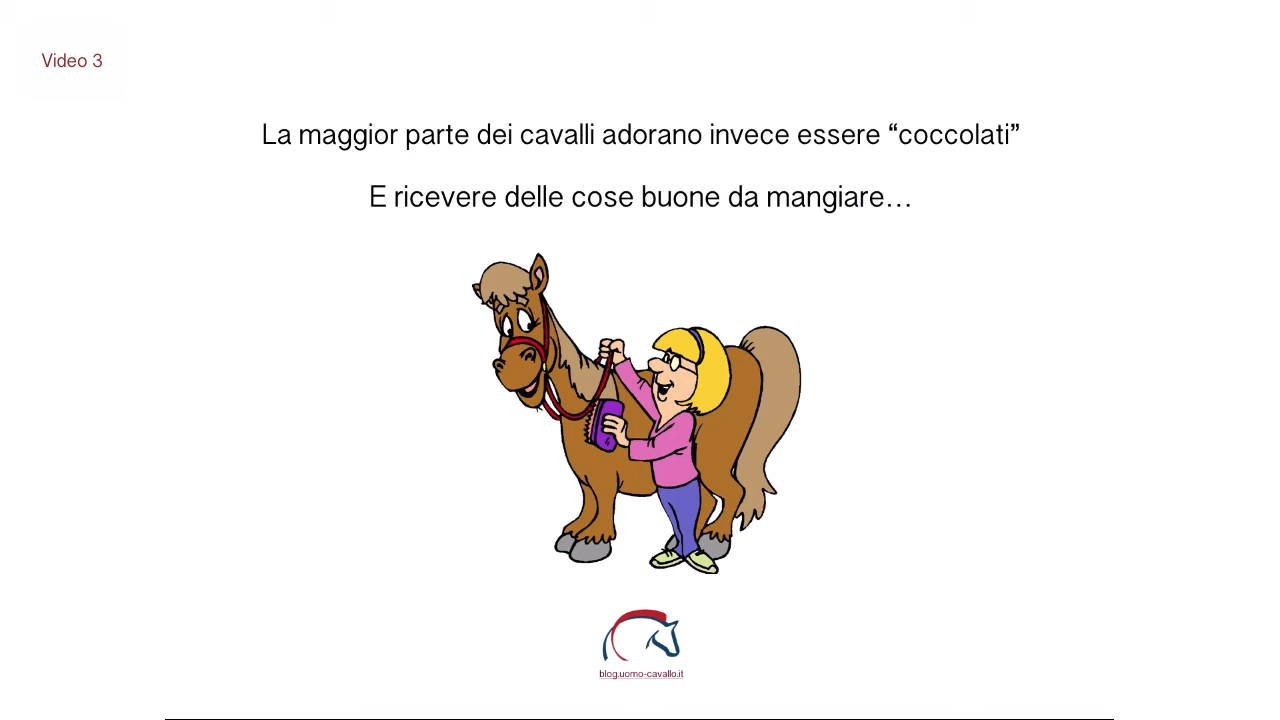 Video 3
La maggior parte dei cavalli adorano invece essere “coccolati”
E ricevere delle cose buone da mangiare…
blog.uomo-cavallo.it